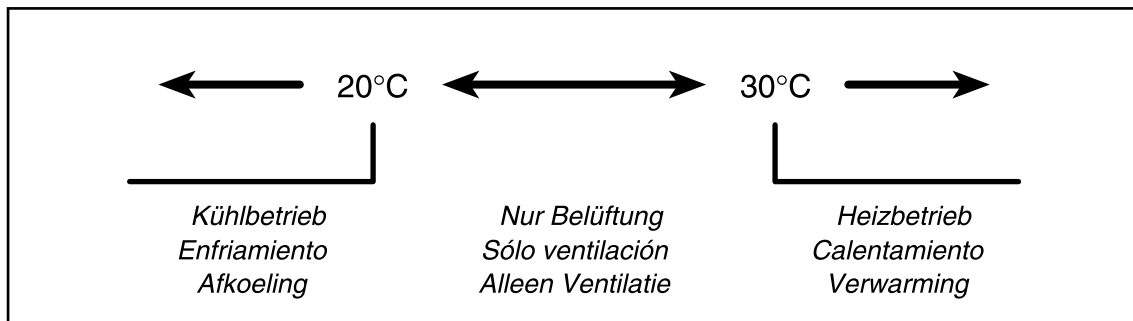 20°C 30°C
Kühlbetrieb Nur Belüftung Heizbetrieb
Enfriamiento Sólo ventilación Calentamiento
Afkoeling Alleen Ventilatie Verwarming